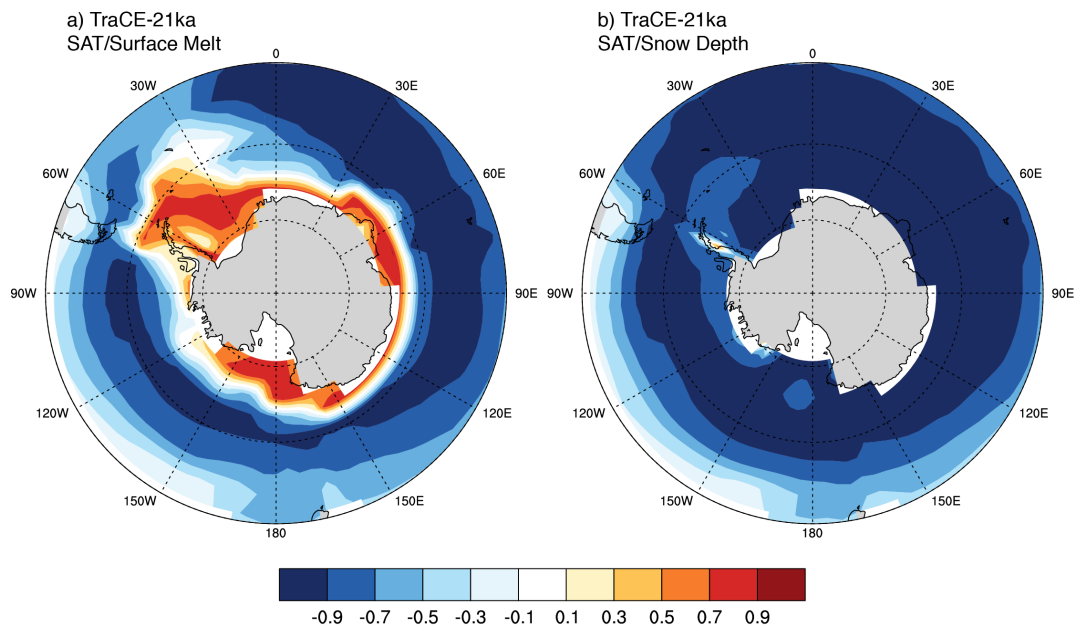 a) TraCE-21ka
SAT/Surface Melt
b) TraCE-21ka
SAT/Snow Depth
0
30E
60E
90E
120E
150E
180
150W
120W
90W
60W
30W
0
30E
60E
90E
120E
150E
180
150W
120W
90W
60W
30W
-0.9 -0.7 -0.5 -0.3 -0.1 0.1 0.3 0.5 0.7 0.9